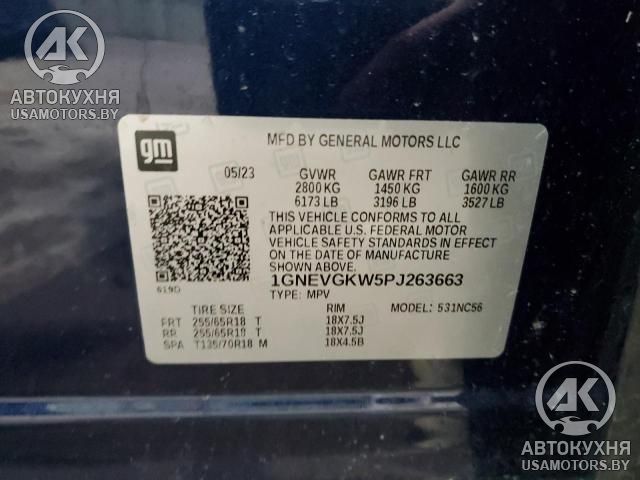 AK
АВТОКУХНЯ
USAMOTORS.BY
gm
MFD BY GENERAL MOTORS LLC
05/23 GVWR GAWR FRT GAWR RR
2800 KG 1450 KG 1600 KG
6173 LB 3196 LB 3527 LB
THIS VEHICLE CONFORMS TO ALL
APPLICABLE U.S. FEDERAL MOTOR
VEHICLE SAFETY STANDARDS IN EFFECT
ON THE DATE OF MANUFACTURE
SHOWN ABOVE.
619D 1GNEVGKW5PJ263663
TYPE: MPV MODEL: 531NC56
TIRE SIZE RIM
FRT 255/65R18 T 18X7.5J
RR 255/65R18 T 18X7.5J
SPA T135/70R18 M 18X4.5B
AK
АВТОКУХНЯ
USAMOTORS.BY